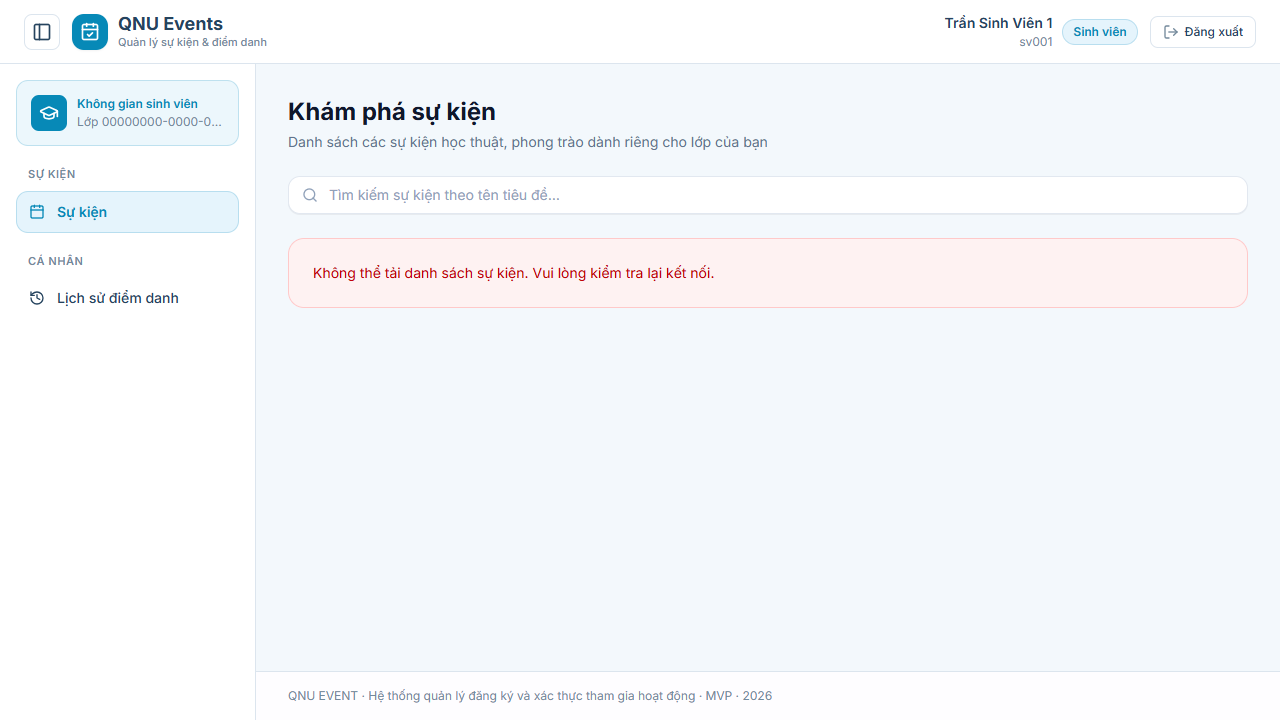 QNU Events
Quản lý sự kiện & điểm danh
Trần Sinh Viên 1
sv001
Sinh viên
Đăng xuất
Không gian sinh viên
Lớp 00000000-0000-0...
SỰ KIỆN
Sự kiện
CÁ NHÂN
Lịch sử điểm danh
Khám phá sự kiện
Danh sách các sự kiện học thuật, phong trào dành riêng cho lớp của bạn
Tìm kiếm sự kiện theo tên tiêu đề...
Không thể tải danh sách sự kiện. Vui lòng kiểm tra lại kết nối.
QNU EVENT · Hệ thống quản lý đăng ký và xác thực tham gia hoạt động · MVP · 2026